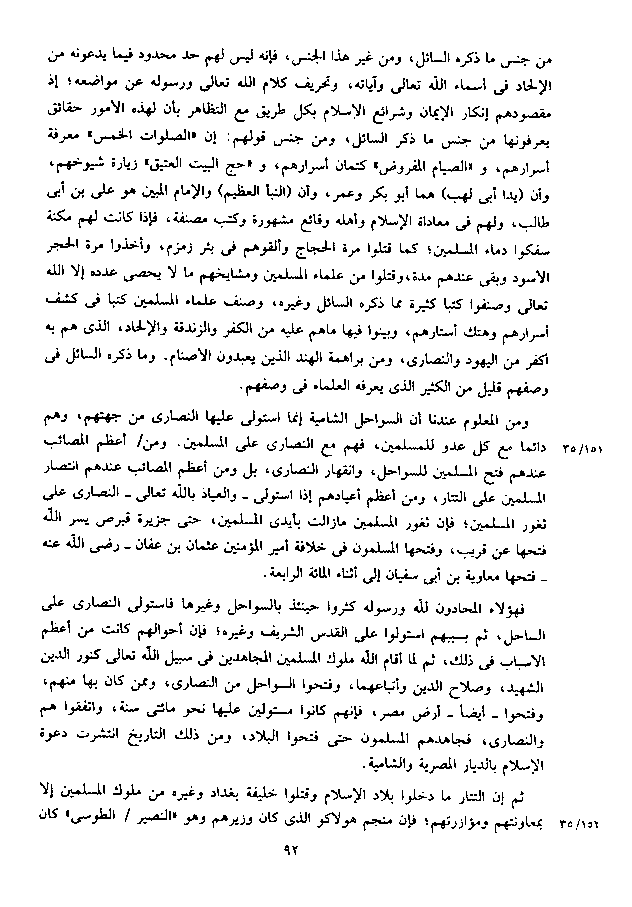 من جنس ما ذكره السائل، ومن غير هذا الجنس، فإنه ليس لهم حد محدود فيما يدعونه من
الإلحاد فى أسماء الله تعالى وآياته، وتحريف كلام الله تعالى ورسوله عن مواضعه؛ إذ
مقصودهم إنكار الإيمان وشرائع الإسلام بكل طريق مع التظاهر بأن لهذه الأمور حقائق
يعرفونها من جنس ما ذكر السائل، ومن جنس قولهم: إن «الصلوات الخمس» معرفة
أسرارهم، و «الصيام المفروض» كتمان أسرارهم، و «حج البيت العتيق» زيارة شيوخهم،
وأن (يدا أبى لهب) هما أبو بكر وعمر، وأن (النبأ العظيم) والإمام المبين هو على بن أبى
طالب، ولهم فى معاداة الإسلام وأهله وقائع مشهورة وكتب مصنفة، فإذا كانت لهم مكنة
سفكوا دماء المسلمين؛ كما قتلوا مرة الحجاج وألقوهم فى بئر زمزم، وأخذوا مرة الحجر
الأسود وبقى عندهم مدة،وقتلوا من علماء المسلمين ومشايخهم ما لا يحصى عدده إلا الله
تعالى وصنفوا كتبا كثيرة مما ذكره السائل وغيره، وصنف علماء المسلمين كتبا فى كشف
أسرارهم وهتك أستارهم، وبينوا فيها ماهم عليه من الكفر والزندقة والإلحاد، الذى هم به
أكفر من اليهود والنصارى، ومن براهمة الهند الذين يعبدون الأصنام. وما ذكره السائل فى
وصفهم قليل من الكثير الذى يعرفه العلماء فى وصفهم.
ومن المعلوم عندنا أن السواحل الشامية إنما استولى عليها النصارى من جهتهم، وهم
دائما مع كل عدو للمسلمين، فهم مع النصارى على المسلمين. ومن/ أعظم المصائب ٣٥/١٥١
عندهم فتح المسلمين للسواحل، وانقهار النصارى، بل ومن أعظم المصائب عندهم انتصار
المسلمين على التتار، ومن أعظم أعيادهم إذا استولى ـ والعياذ بالله تعالى ـ النصارى على
ثغور المسلمين؛ فإن ثغور المسلمين مازالت بأيدى المسلمين، حتى جزيرة قبرص يسر الله
فتحها عن قريب، وفتحها المسلمون فى خلافة أمير المؤمنين عثمان بن عفان ـ رضى الله عنه
ـ فتحها معاوية بن أبى سفيان إلى أثناء المائة الرابعة.
فهؤلاء المحادون لله ورسوله كثروا حينئذ بالسواحل وغيرها فاستولى النصارى على
الساحل، ثم بسببهم استولوا على القدس الشريف وغيره؛ فإن أحوالهم كانت من أعظم
الأسباب فى ذلك، ثم لما أقام الله ملوك المسلمين المجاهدين فى سبيل الله تعالى كنور الدين
الشهيد، وصلاح الدين وأتباعهما، وفتحوا السواحل من النصارى، وممن كان بها منهم،
وفتحوا ـ أيضاً ـ أرض مصر، فإنهم كانوا مستولين عليها نحو مائتى سنة، واتفقوا هم
والنصارى، فجاهدهم المسلمون حتى فتحوا البلاد، ومن ذلك التاريخ انتشرت دعوة
الإسلام بالديار المصرية والشامية.
ثم إن التتار ما دخلوا بلاد الإسلام وقتلوا خليفة بغداد وغيره من ملوك المسلمين إلا
بمعاونتهم ومؤازرتهم؛ فإن منجم هولاكو الذى كان وزيرهم وهو «النصير / الطوسى» كان ٣٥/١٥٢
٩٢